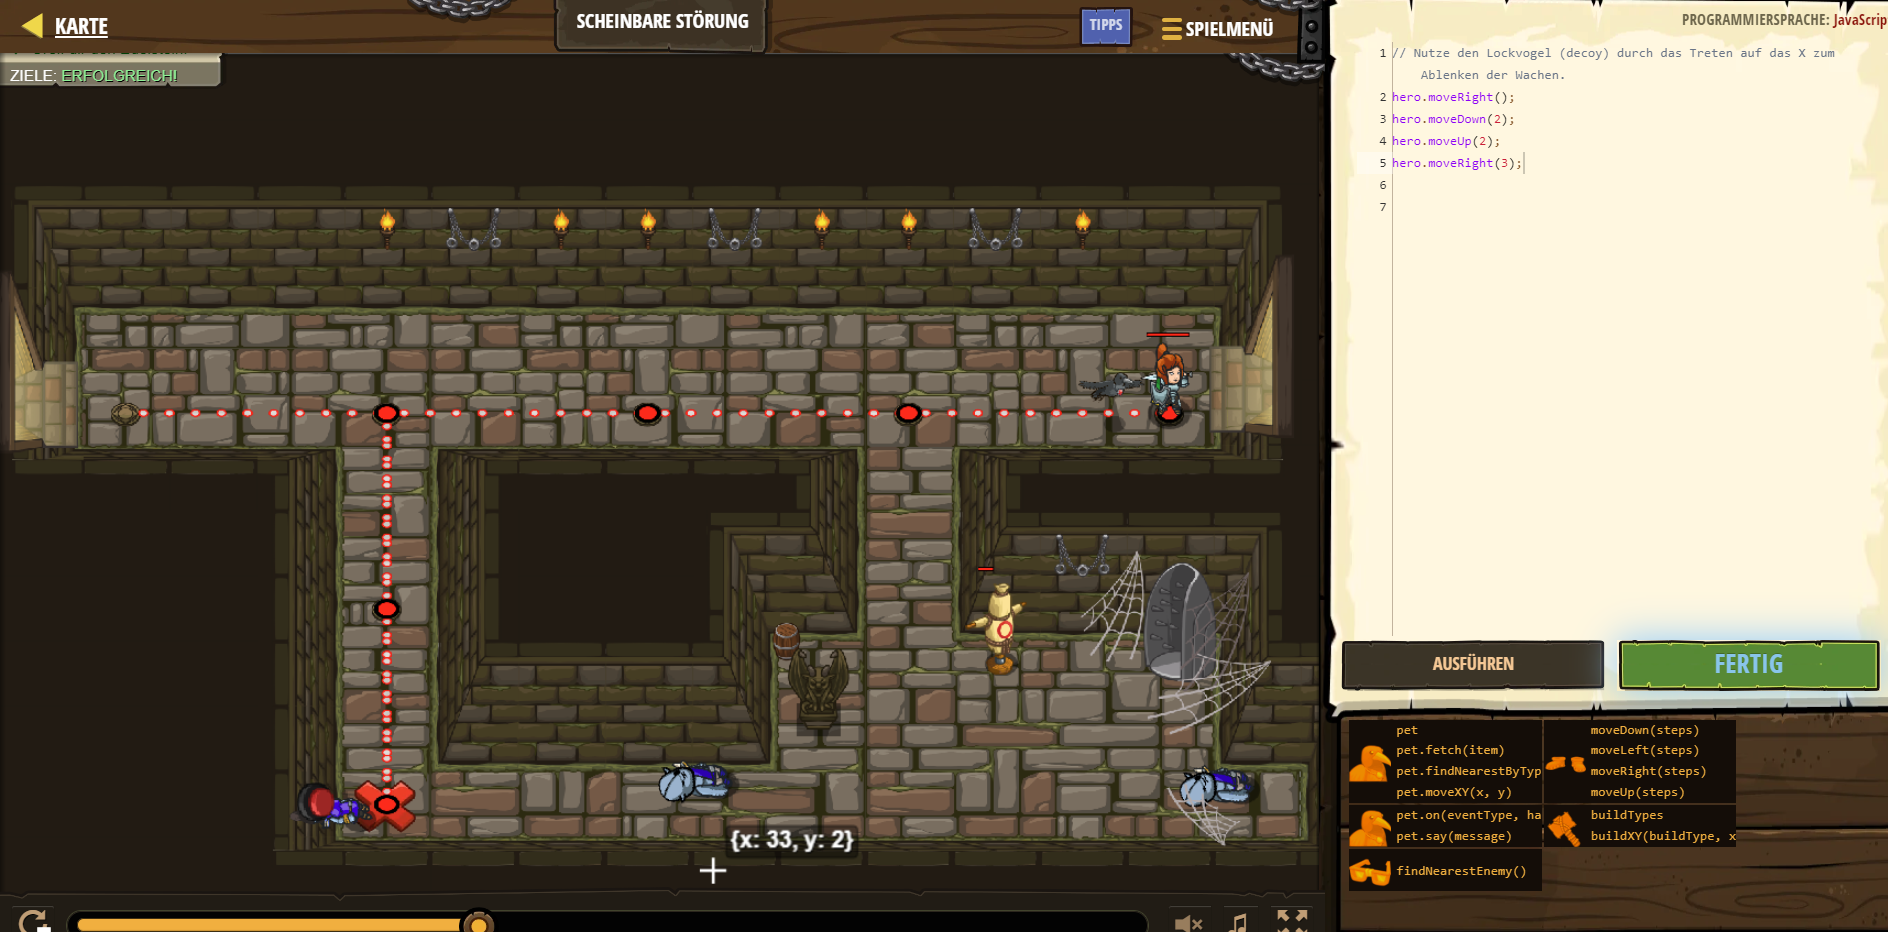 Karte
SCHEINBARE STÖRUNG
TIPPS
SPIELMENÜ
PROGRAMMIERSPRACHE: JavaScrip
ZIELE: ERFOLGREICH!
1 // Nutze den Lockvogel (decoy) durch das Treten auf das X zum
Ablenken der Wachen.
2 hero.moveRight();
3 hero.moveDown(2);
4 hero.moveUp(2);
5 hero.moveRight(3);
6
7
AUSFÜHREN
FERTIG
pet
pet.fetch(item)
pet.findNearestByTyp
pet.moveXY(x, y)
pet.on(eventType, ha
pet.say(message)
findNearestEnemy()
moveDown(steps)
moveLeft(steps)
moveRight(steps)
moveUp(steps)
buildTypes
buildXY(buildType, x
{x: 33, y: 2}